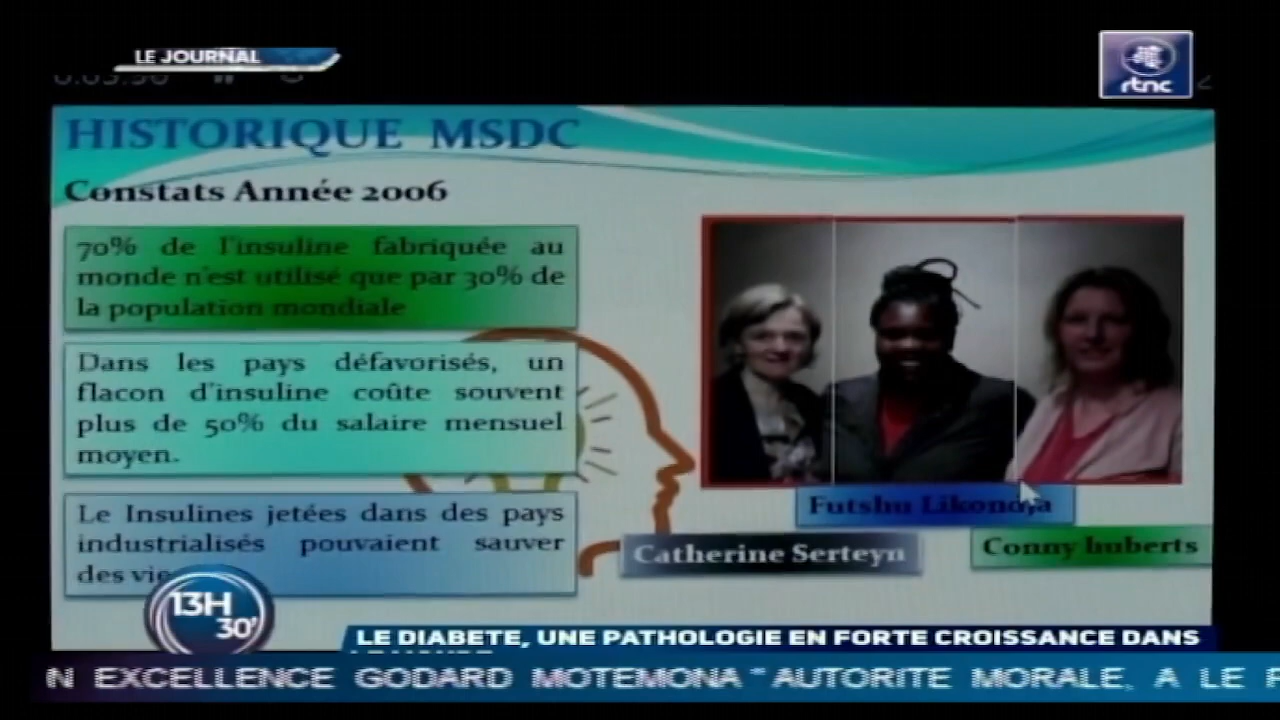 LE JOURNAL
rtnc
HISTORIQUE MSDC
Constats Année 2006
70% de l'insuline fabriquée au
monde n'est utilisé que par 30% de
la population mondiale
Dans les pays défavorisés, un
flacon d'insuline coûte souvent
plus de 50% du salaire mensuel
moyen.
Le Insulines jetées dans des pays
industrialisés pouvaient sauver
des vie
Futshu Likondja
Catherine Serteyn
Conny huberts
13H
30'
LE DIABETE, UNE PATHOLOGIE EN FORTE CROISSANCE DANS
N EXCELLENCE GODARD MOTEMONA " AUTORITE MORALE, A LE